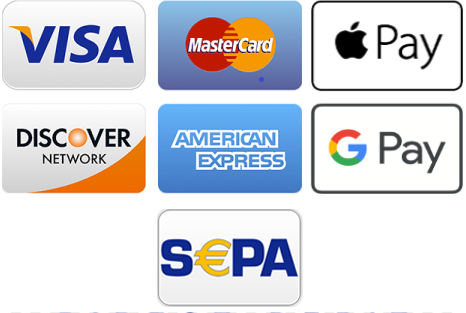 VISA
MasterCard
Pay
DISCOVER
NETWORK
AMERICAN
EXPRESS
G Pay
S€PA